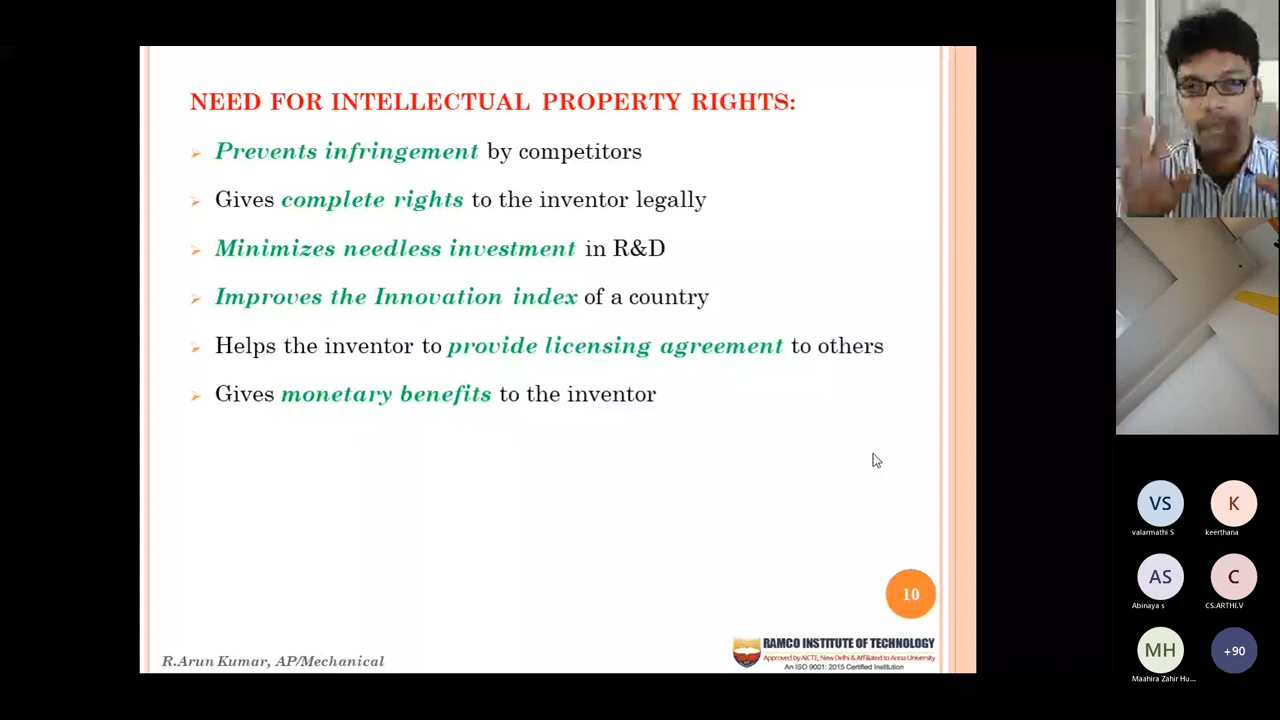 NEED FOR INTELLECTUAL PROPERTY RIGHTS:
Prevents infringement by competitors
Gives complete rights to the inventor legally
Minimizes needless investment in R&D
Improves the Innovation index of a country
Helps the inventor to provide licensing agreement to others
Gives monetary benefits to the inventor
10
R.Arun Kumar, AP/Mechanical
RAMCO INSTITUTE OF TECHNOLOGY
Approved by AICTE, New Delhi & Affiliated to Anna University
An ISO 9001: 2015 Certified Institution
VS
valarmathi S
K
keerthana
AS
Abinaya s
C
CS.ARTHI.V
MH
Maahira Zahir Hu...
+90